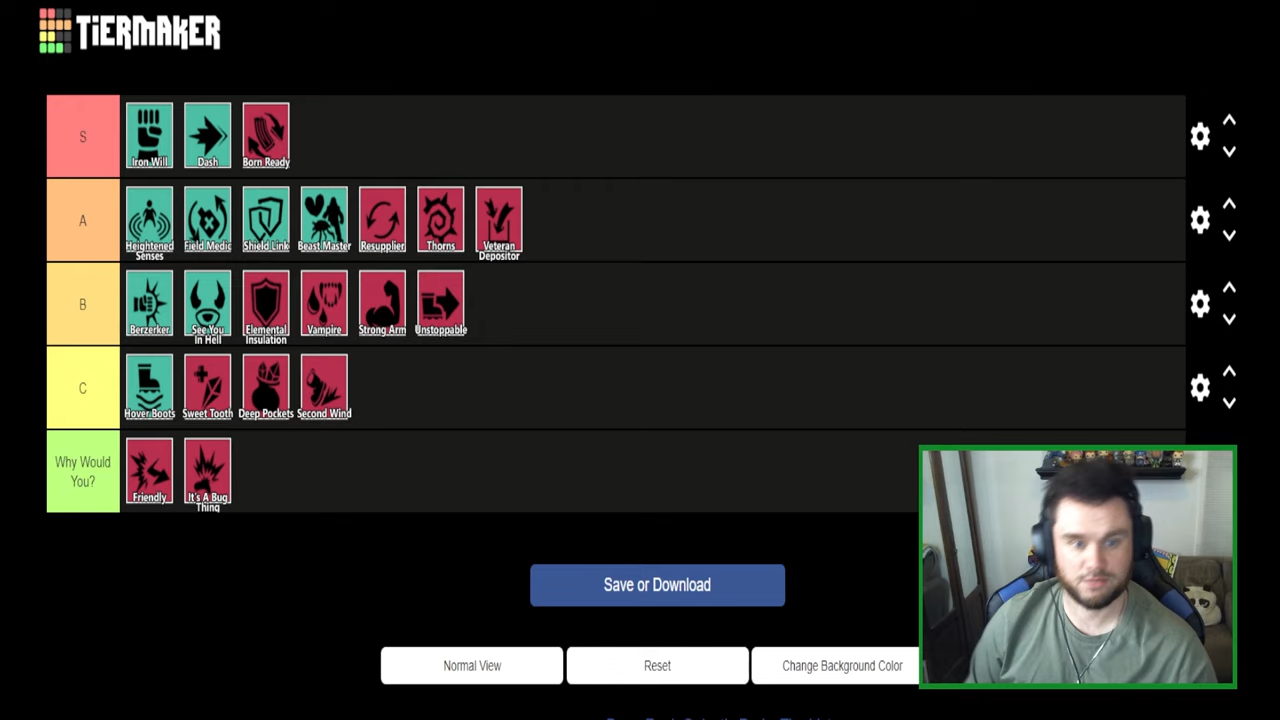 TiERMAKER
S
Iron Will
Dash
Born Ready
A
Heightened
Senses
Field Medic
Shield Link
Beast Master
Resupplier
Thorns
Veteran
Depositor
B
Berzerker
See You
In Hell
Elemental
Insulation
Vampire
Strong Arm
Unstoppable
C
Hover Boots
Sweet Tooth
Deep Pockets
Second Wind
Why Would
You?
Friendly
It's A Bug
Thing
Save or Download
Normal View
Reset
Change Background Color